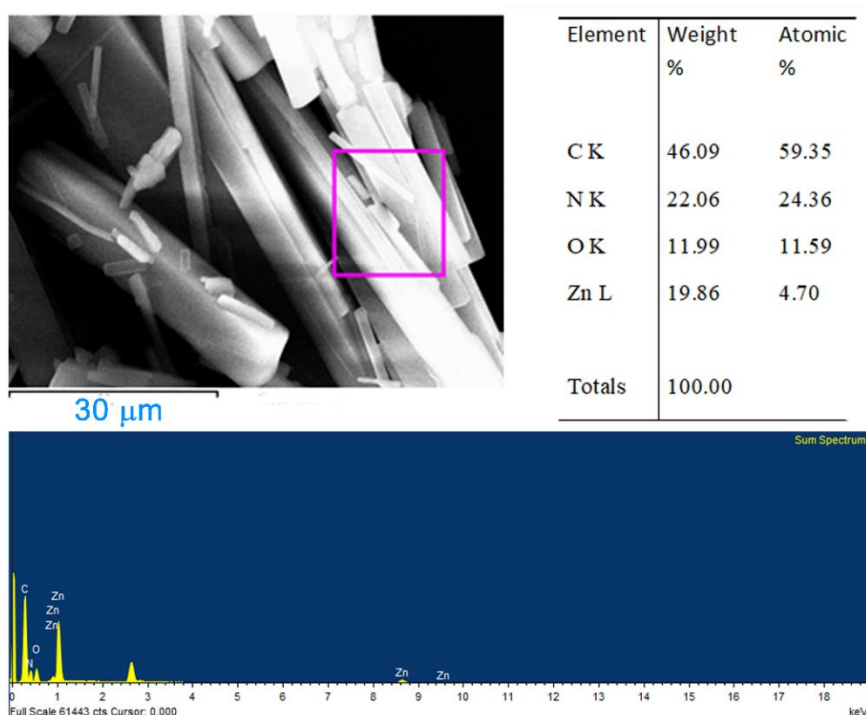 Element Weight % Atomic %
C K 46.09 59.35
N K 22.06 24.36
O K 11.99 11.59
Zn L 19.86 4.70
Totals 100.00
30 μm
Sum Spectrum
C
Zn
Zn
Zn
O
N
Zn
Zn
0 1 2 3 4 5 6 7 8 9 10 11 12 13 14 15 16 17 18
Full Scale 61443 cts Cursor: 0.000 keV